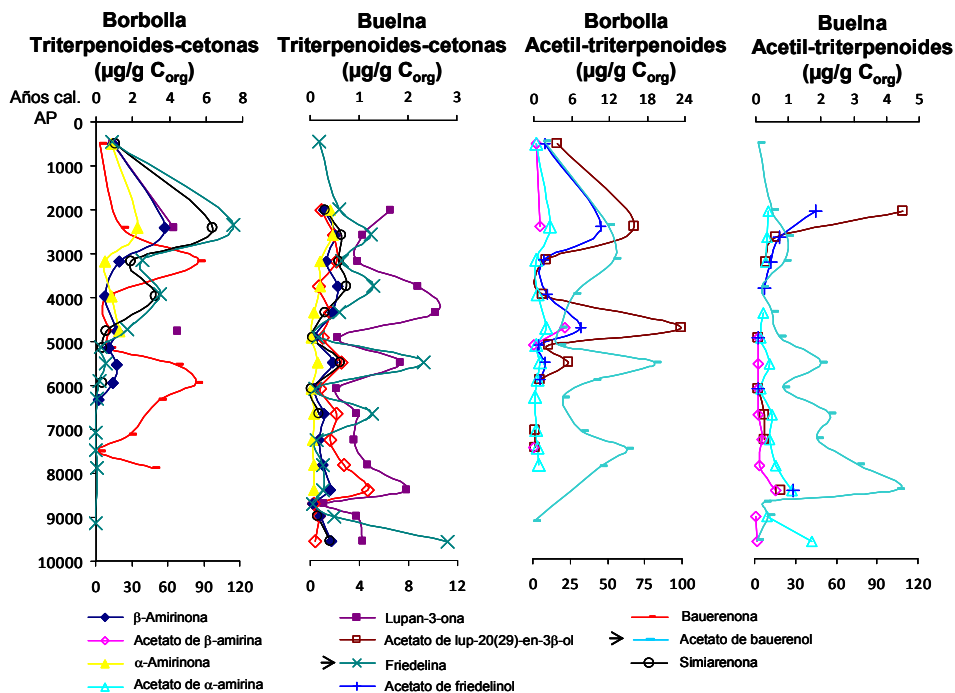 Borbolla
Triterpenoides-cetonas
(µg/g Corg)
Buelna
Triterpenoides-cetonas
(µg/g Corg)
Borbolla
Acetil-triterpenoides
(µg/g Corg)
Buelna
Acetil-triterpenoides
(µg/g Corg)
Años cal.
AP
0 2 4 6 8
0 1 2 3
0 6 12 18 24
0 1 2 3 4 5
0
1000
2000
3000
4000
5000
6000
7000
8000
9000
10000
0 30 60 90 120
0 4 8 12
0 25 50 75 100
0 30 60 90 120
β-Amirinona
Lupan-3-ona
Bauerenona
Acetato de β-amirina
Acetato de lup-20(29)-en-3β-ol
Acetato de bauerenol
α-Amirinona
Friedelina
Simiarenona
Acetato de α-amirina
Acetato de friedelinol